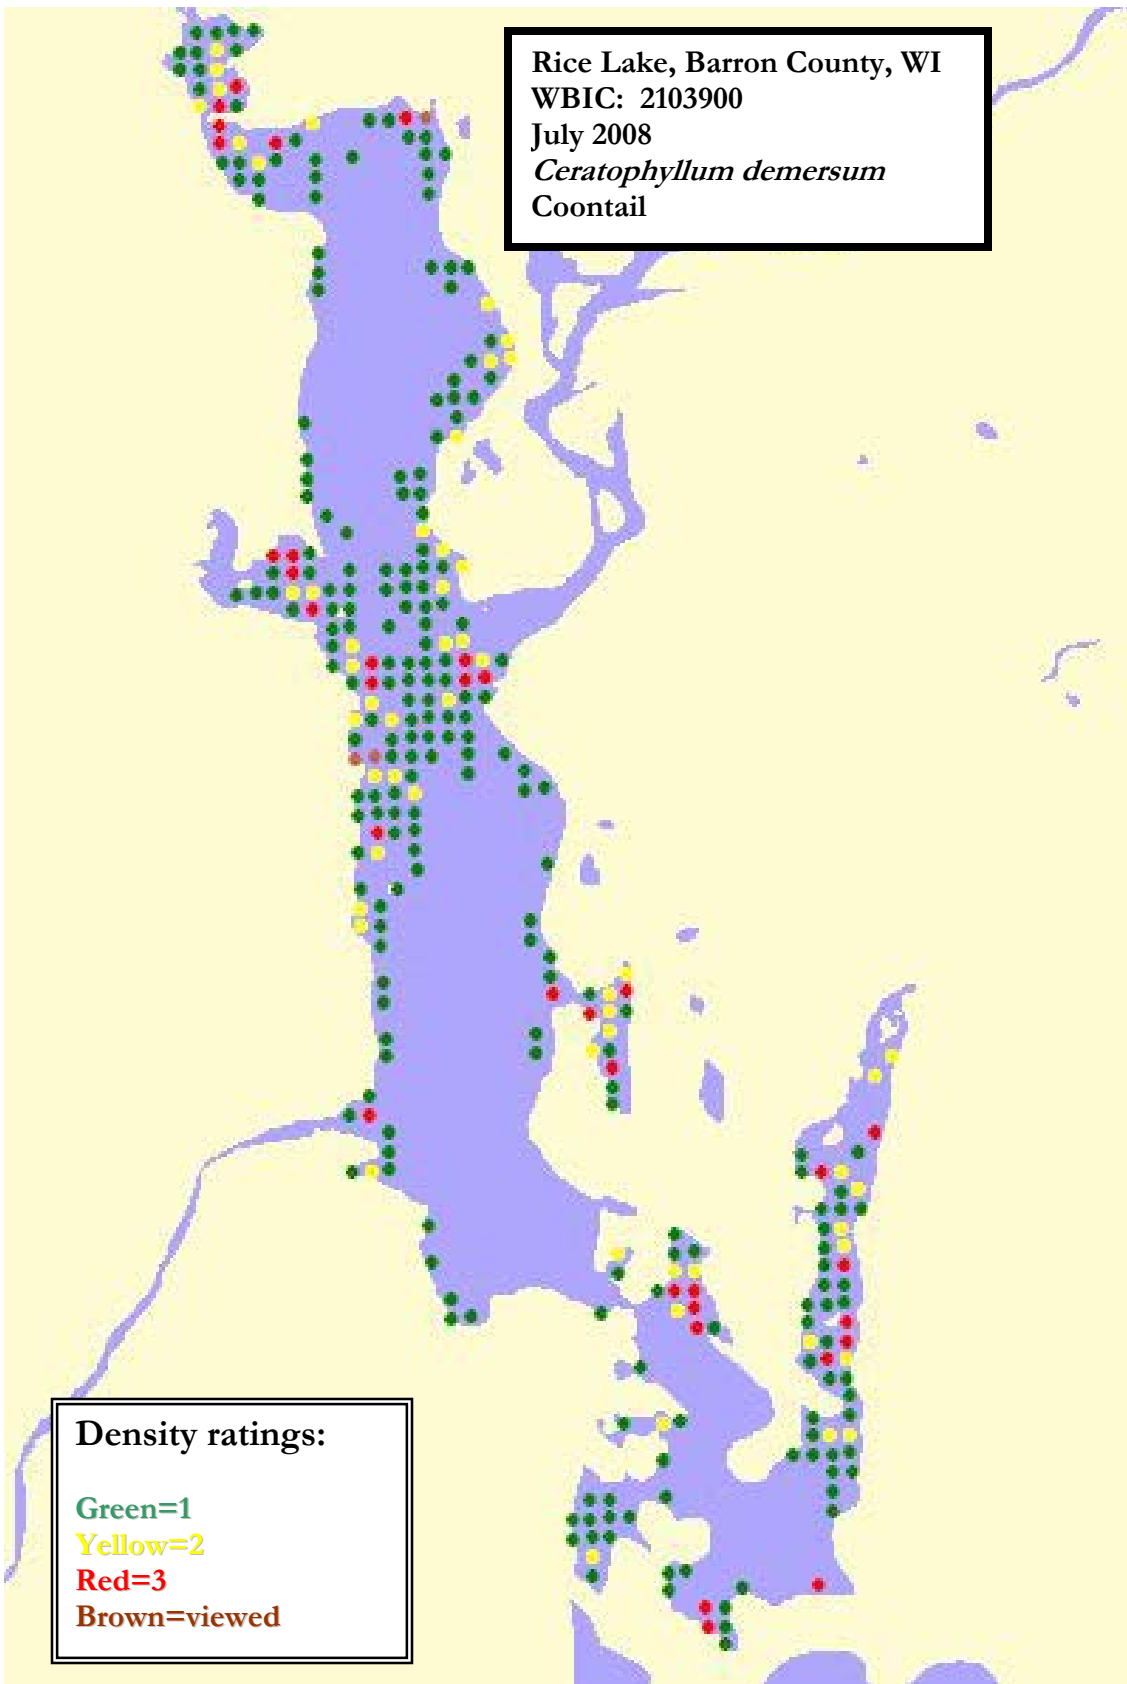 Rice Lake, Barron County, WI
WBIC:  2103900
July 2008
Ceratophyllum demersum
Coontail
Density ratings:
Green=1
Yellow=2
Red=3
Brown=viewed